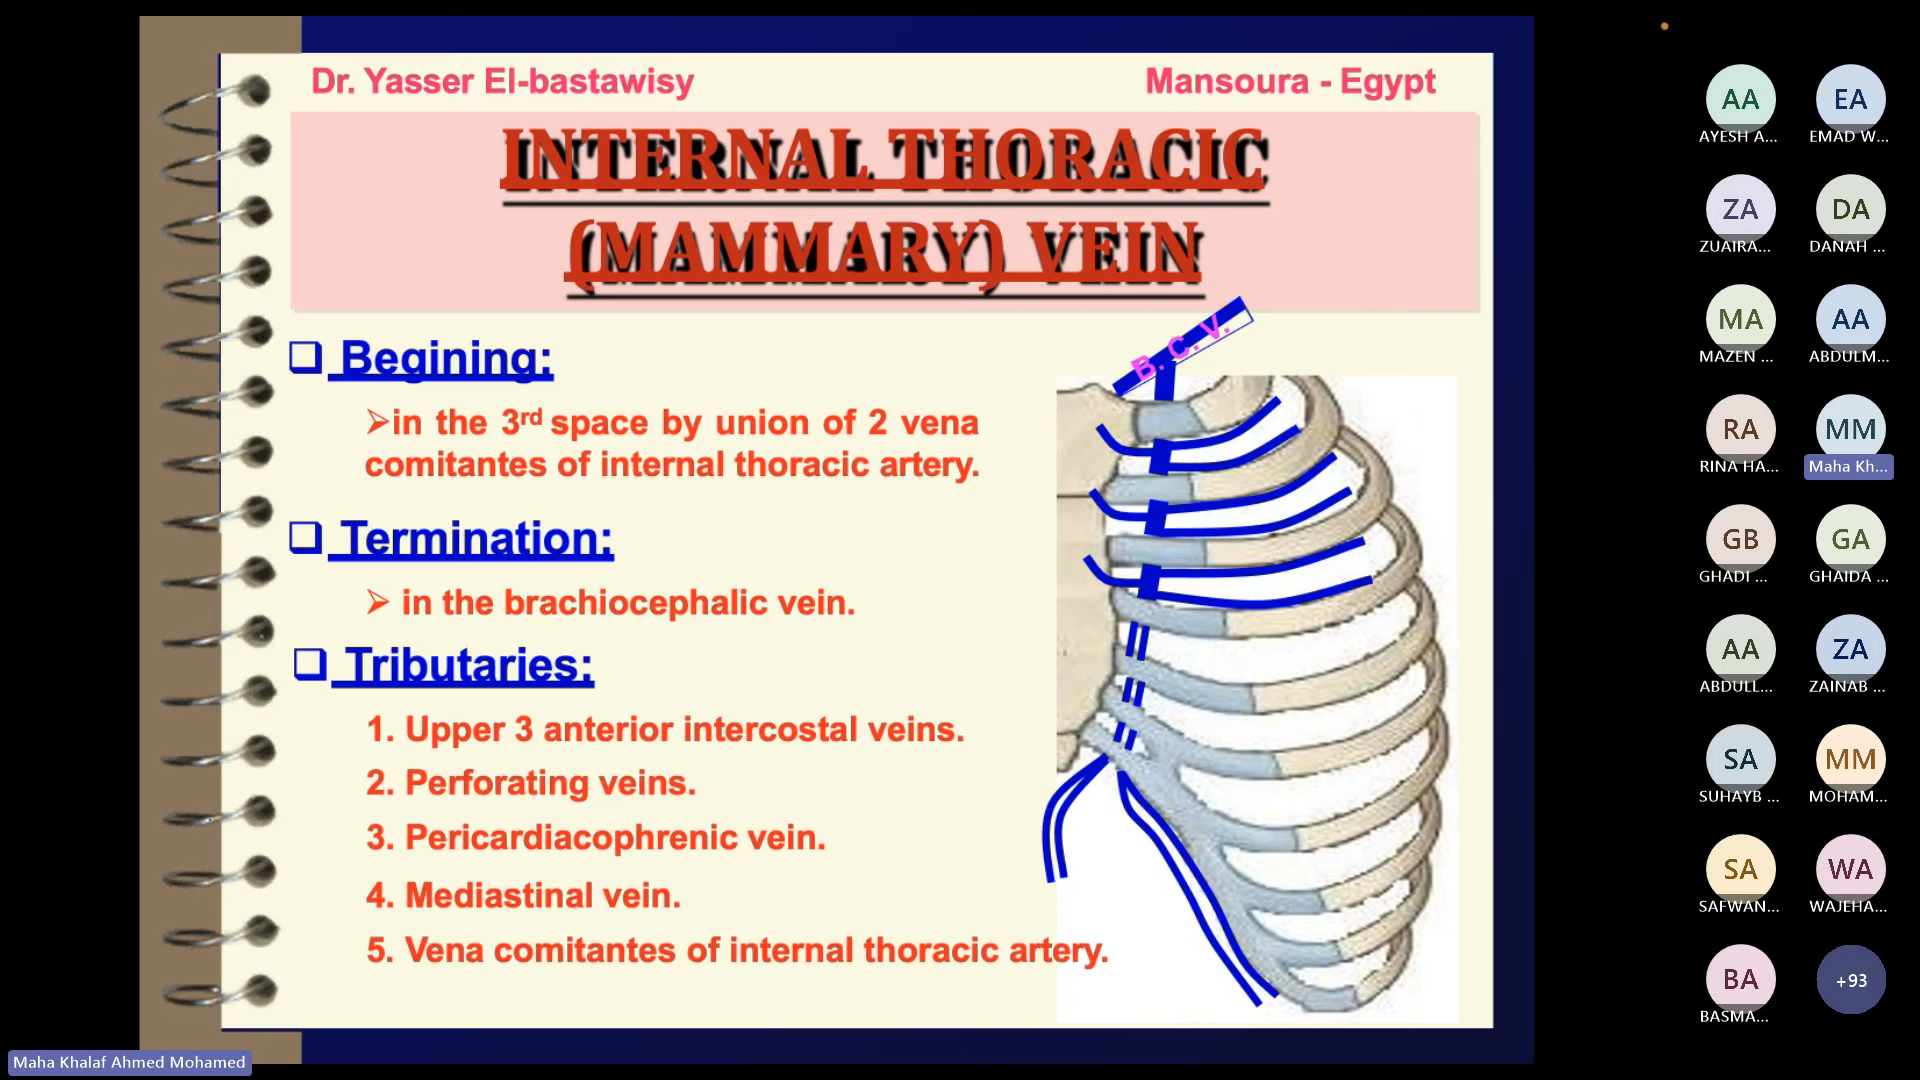 Dr. Yasser El-bastawisy
Mansoura - Egypt
INTERNAL THORACIC
(MAMMARY) VEIN
B. C. V.
Begining:
in the 3rd space by union of 2 vena
comitantes of internal thoracic artery.
Termination:
in the brachiocephalic vein.
Tributaries:
1. Upper 3 anterior intercostal veins.
2. Perforating veins.
3. Pericardiacophrenic vein.
4. Mediastinal vein.
5. Vena comitantes of internal thoracic artery.
AA EA
AYESH A... EMAD W...
ZA DA
ZUAIRA... DANAH ...
MA AA
MAZEN ... ABDULM...
RA MM
RINA HA... Maha Kh...
GB GA
GHADI ... GHAIDA ...
AA ZA
ABDULL... ZAINAB ...
SA MM
SUHAYB ... MOHAM...
SA WA
SAFWAN... WAJEHA...
BA +93
BASMA...
Maha Khalaf Ahmed Mohamed